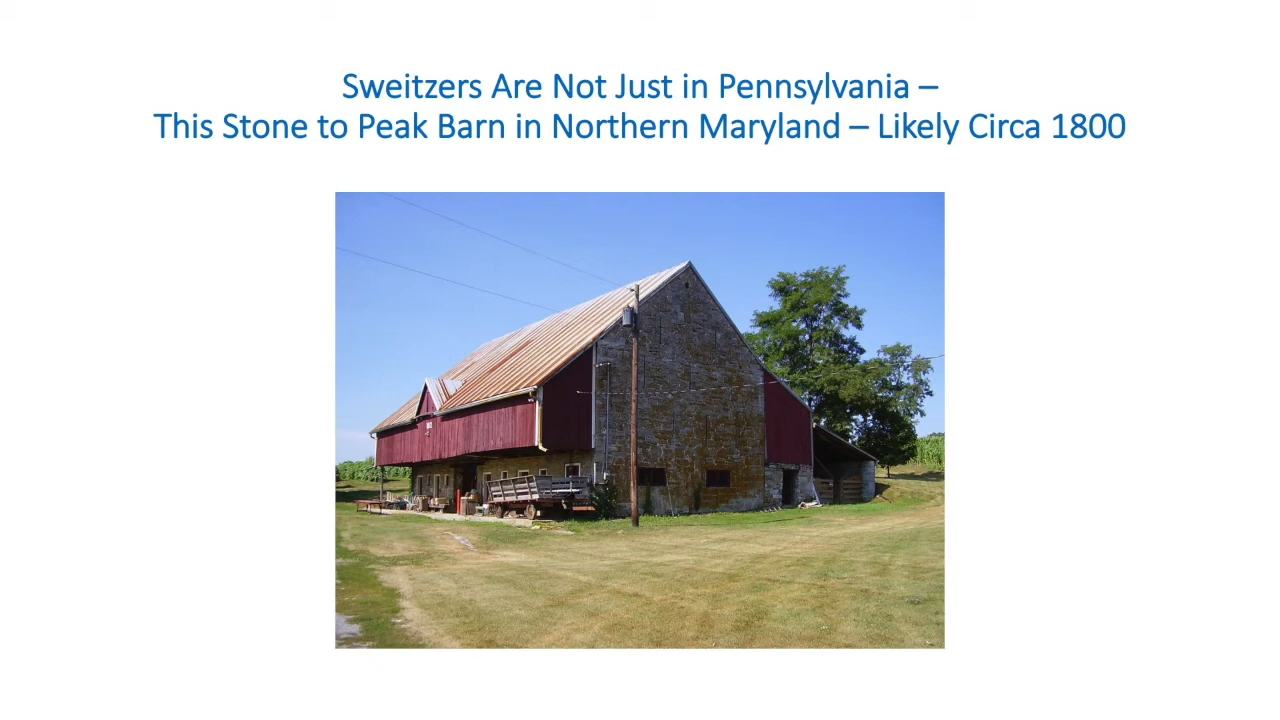 Sweitzers Are Not Just in Pennsylvania –
This Stone to Peak Barn in Northern Maryland – Likely Circa 1800